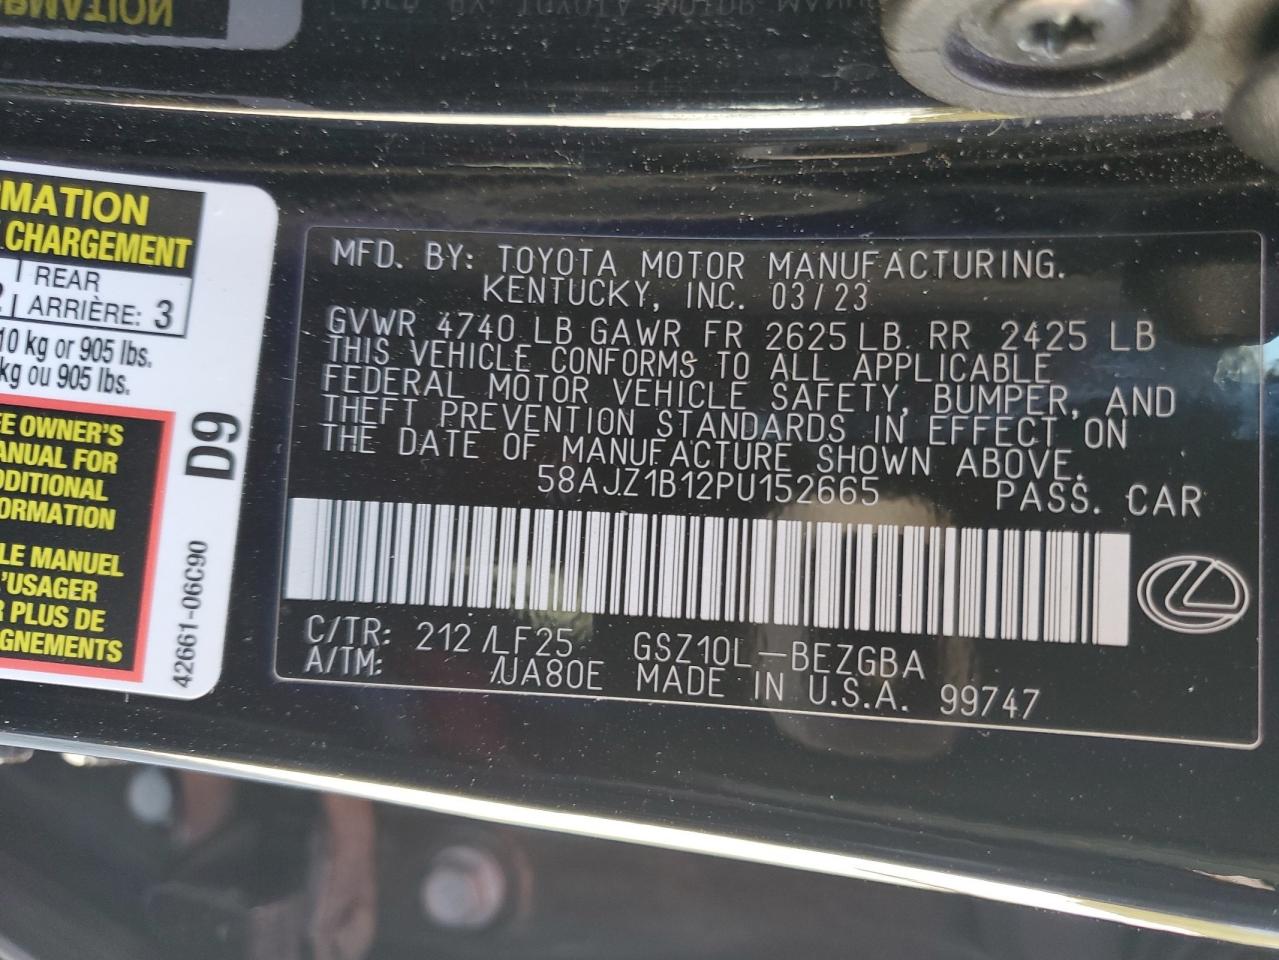 RMATION
CHARGEMENT
REAR
ARRIÈRE: 3
10 kg or 905 lbs.
kg ou 905 lbs.
OWNER'S
ANUAL FOR
DDITIONAL
FORMATION
LE MANUEL
L'USAGER
R PLUS DE
GNEMENTS
D9
42661-06C90
MFD. BY: TOYOTA MOTOR MANUFACTURING.
KENTUCKY, INC. 03/23
GVWR 4740 LB GAWR FR 2625 LB. RR 2425 LB
THIS VEHICLE CONFORMS TO ALL APPLICABLE
FEDERAL MOTOR VEHICLE SAFETY, BUMPER, AND
THEFT PREVENTION STANDARDS IN EFFECT ON
THE DATE OF MANUFACTURE SHOWN ABOVE.
58AJZ1B12PU152665 PASS. CAR
C/TR: 212 /LF25 GSZ10L-BEZGBA
A/TM: /UA80E MADE IN U.S.A. 99747